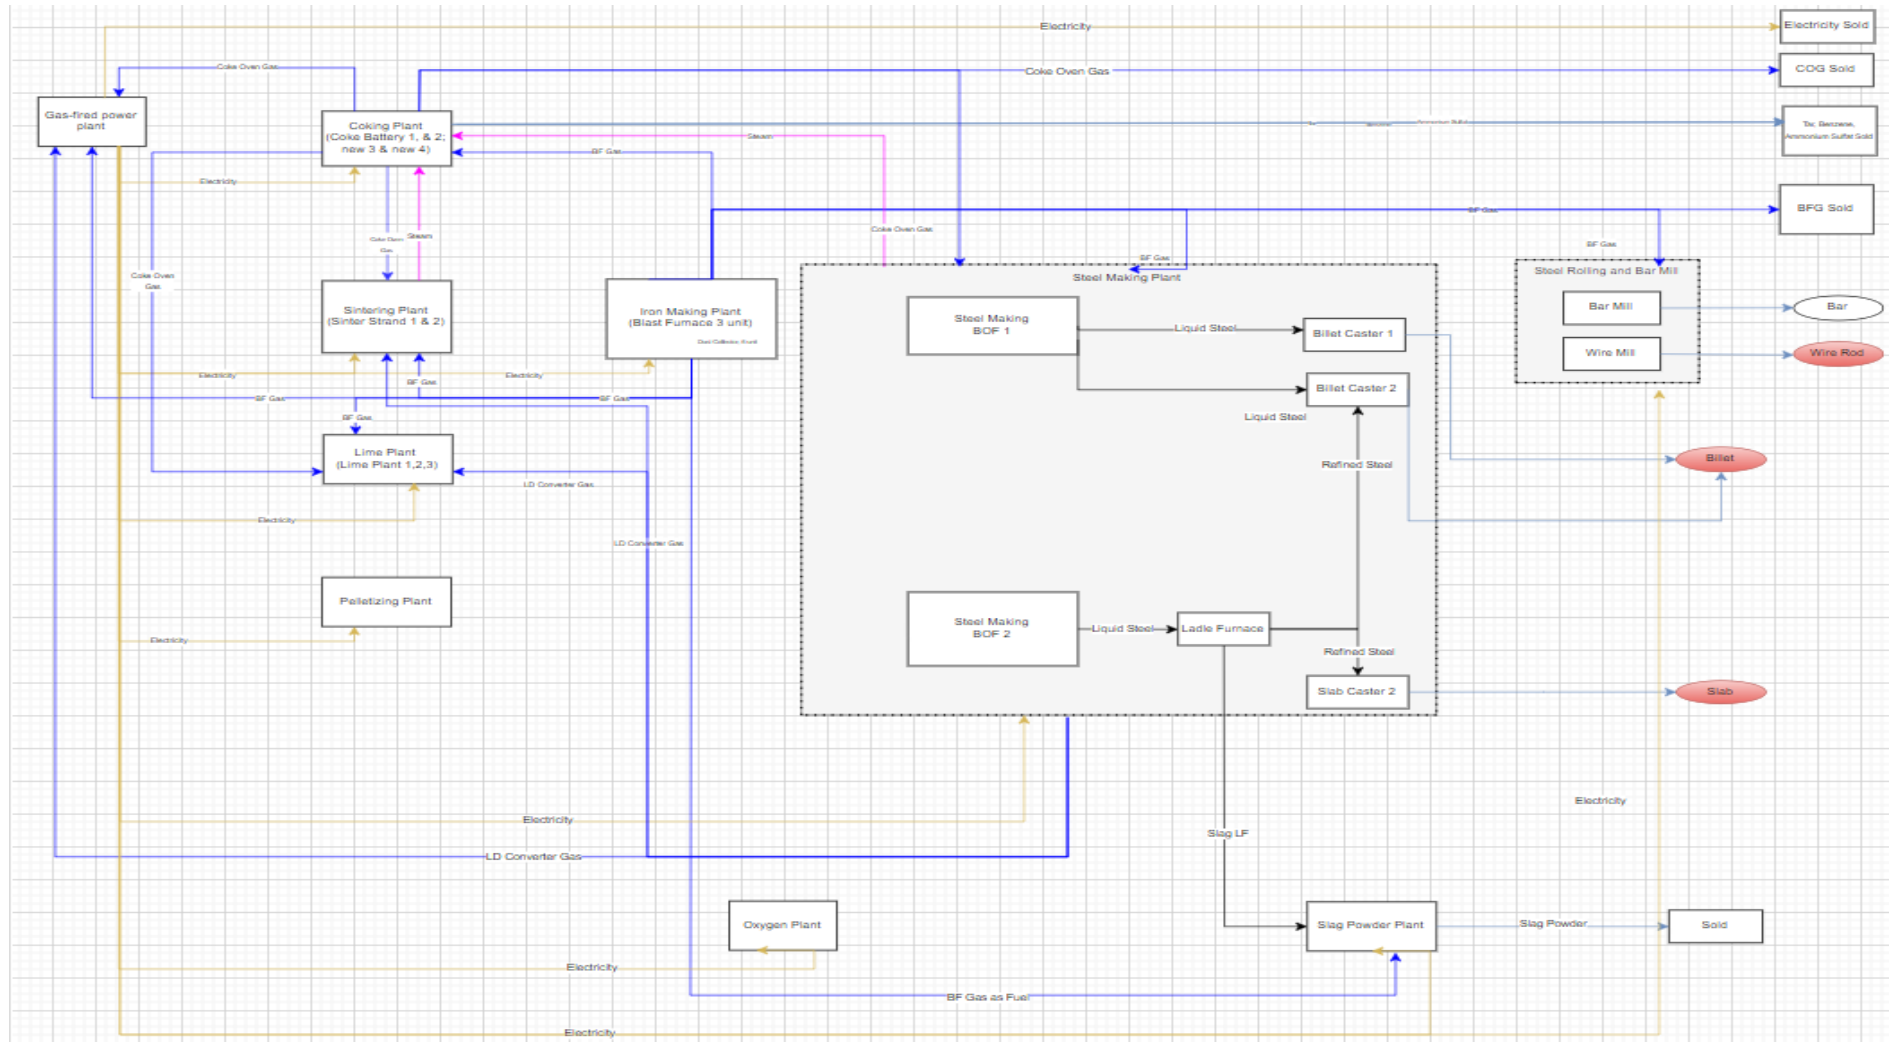 Electricity
Electricity Sold
Coke Oven Gas
Coke Oven Gas
COG Sold
Gas-fired power
plant
Coking Plant
(Coke Battery 1, & 2;
new 3 & new 4)
Steam
BF Gas
Tar, Benzene,
Ammonium Sulfat Sold
Electricity
BF Gas
BFG Sold
Coke Oven
Gas
Steam
Coke Oven Gas
BF Gas
BF Gas
Coke Oven
Gas
Steel Making Plant
Steel Rolling and Bar Mill
Sintering Plant
(Sinter Strand 1 & 2)
Iron Making Plant
(Blast Furnace 3 unit)
Steel Making
BOF 1
Liquid Steel
Billet Caster 1
Bar Mill
Bar
Wire Mill
Wire Rod
Electricity
Electricity
BF Gas
Billet Caster 2
BF Gas
BF Gas
BF Gas
Liquid Steel
Lime Plant
(Lime Plant 1,2,3)
Refined Steel
Billet
LD Converter Gas
Electricity
LD Converter Gas
Pelletizing Plant
Electricity
Steel Making
BOF 2
Liquid Steel
Ladle Furnace
Refined Steel
Slab Caster 2
Slab
Electricity
Electricity
Slag LF
LD Converter Gas
Oxygen Plant
Slag Powder Plant
Slag Powder
Sold
Electricity
BF Gas as Fuel
Electricity